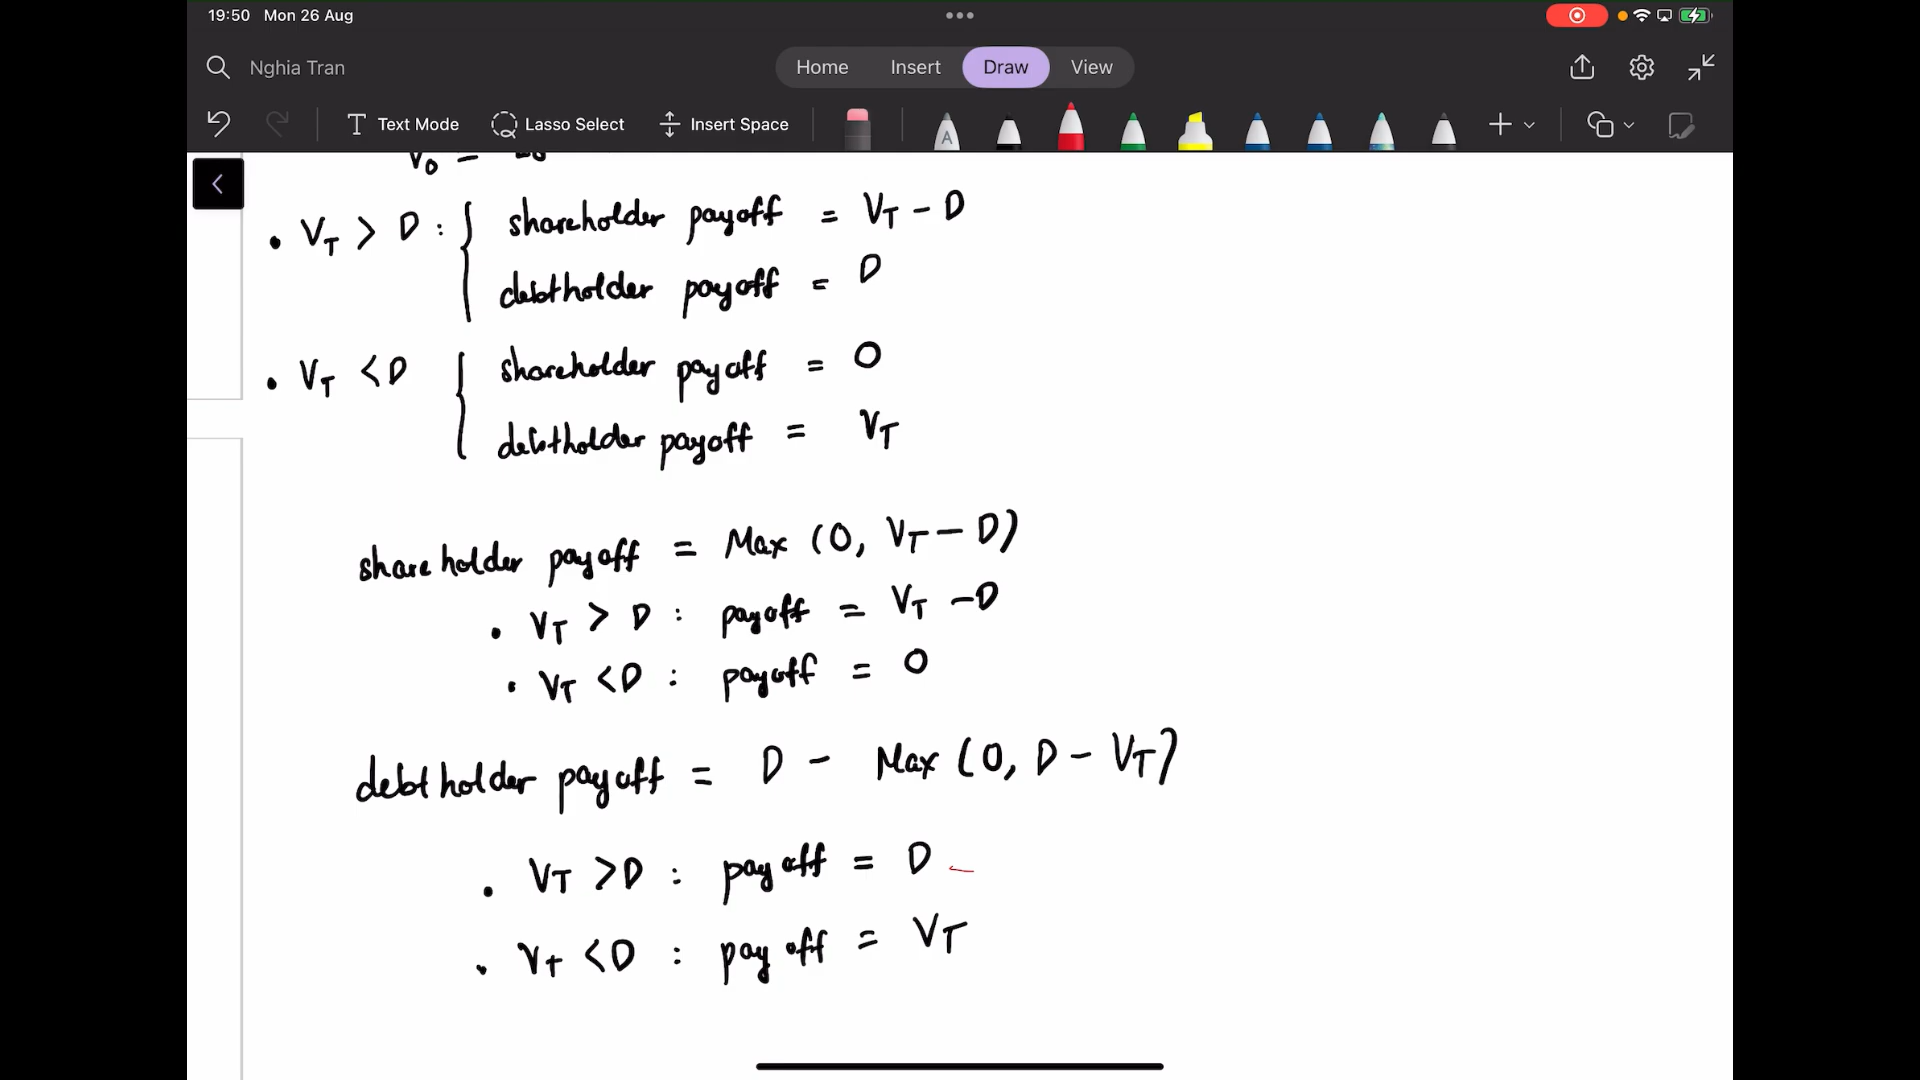 19:50 Mon 26 Aug
Nghia Tran Home Insert Draw View
Text Mode Lasso Select Insert Space A
V₀ =
• V_T > D : { shareholder payoff = V_T - D
debtholder payoff = D
• V_T < D { shareholder payoff = 0
debtholder payoff = V_T
shareholder payoff = Max (0, V_T - D)
• V_T > D : payoff = V_T - D
• V_T < D : payoff = 0
debtholder payoff = D - Max (0, D - V_T)
• V_T > D : payoff = D
• V_T < D : payoff = V_T